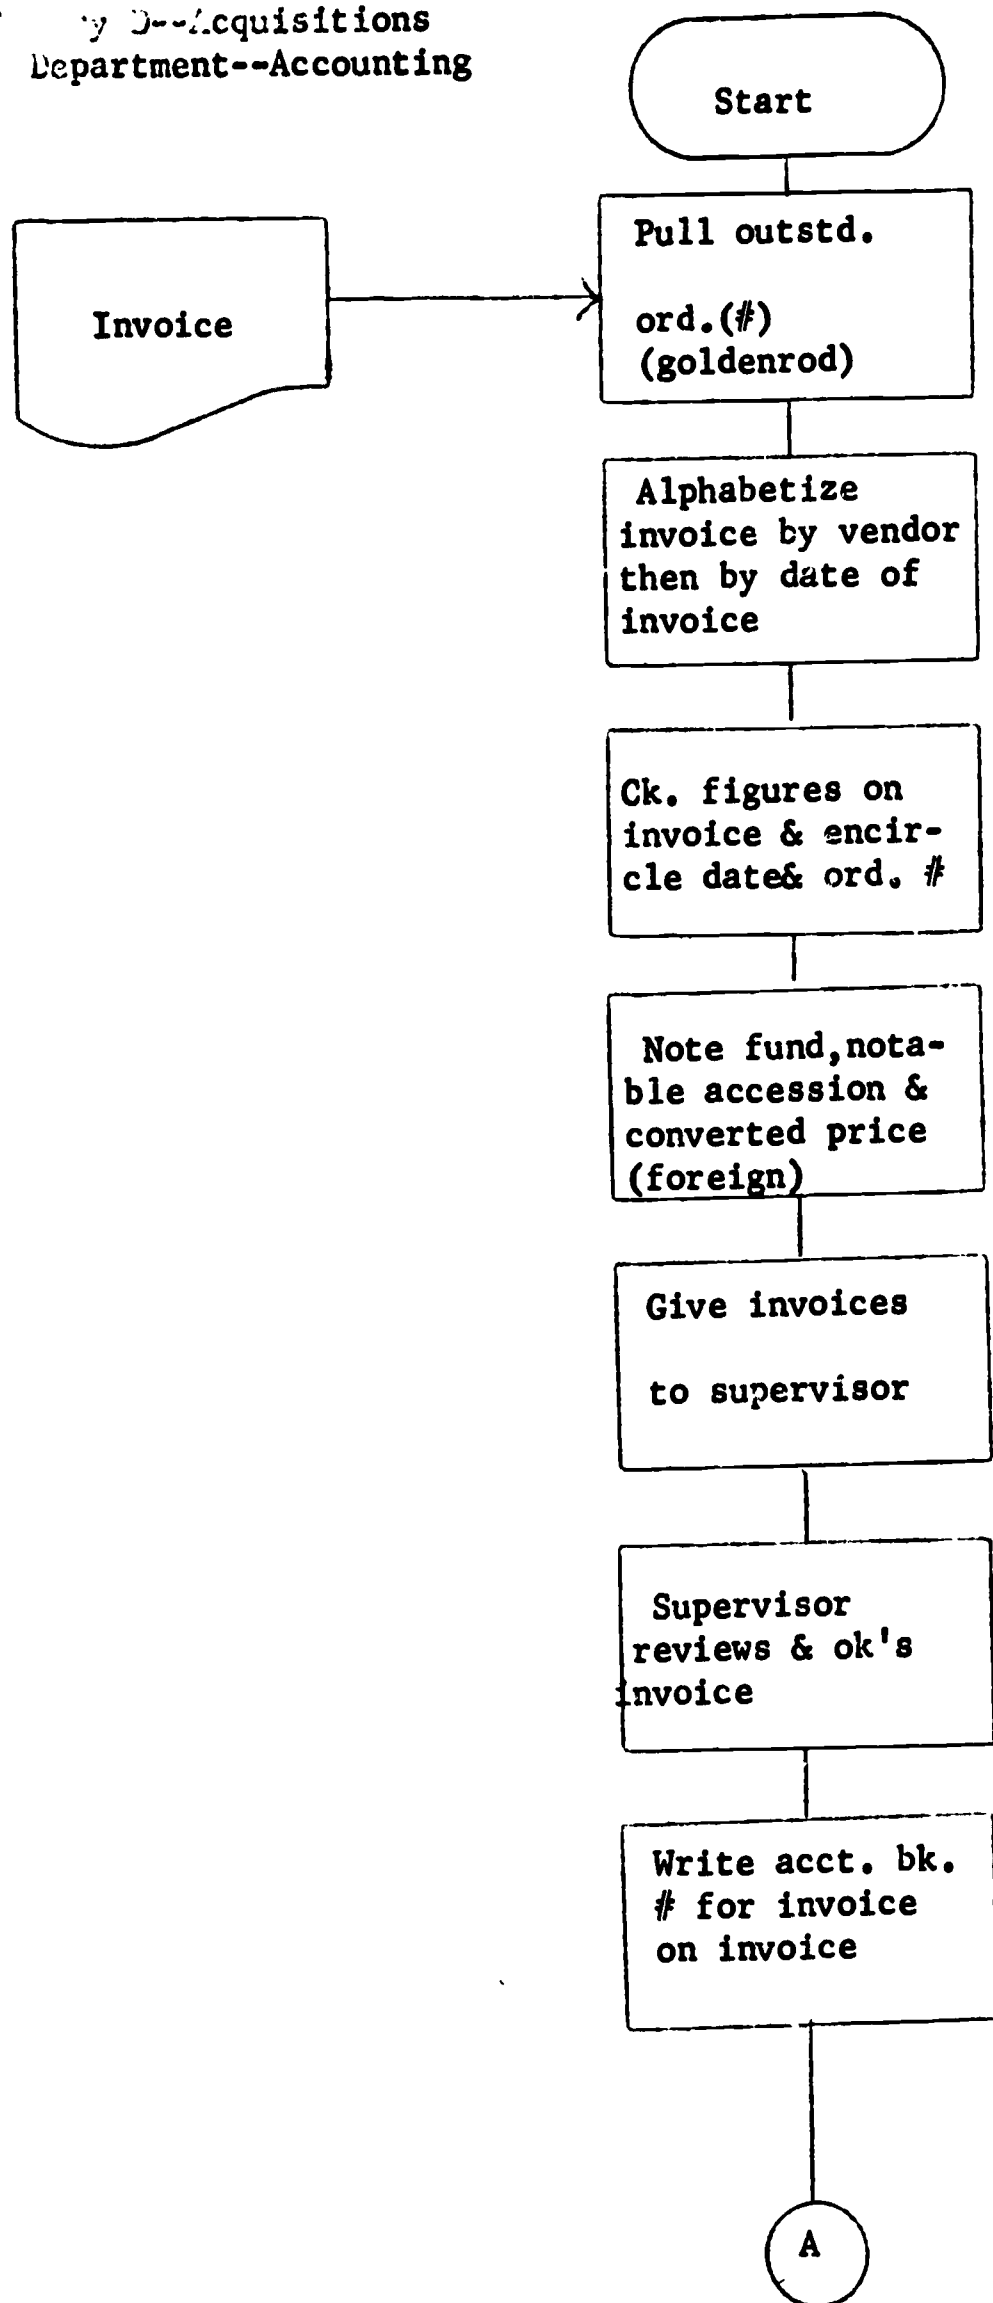 D--Acquisitions
Department--Accounting
Start
Invoice
Pull outstd.
ord.(#)
(goldenrod)
Alphabetize
invoice by vendor
then by date of
invoice
Ck. figures on
invoice & encir-
cle date& ord. #
Note fund,nota-
ble accession &
converted price
(foreign)
Give invoices
to supervisor
Supervisor
reviews & ok's
invoice
Write acct. bk.
# for invoice
on invoice
A